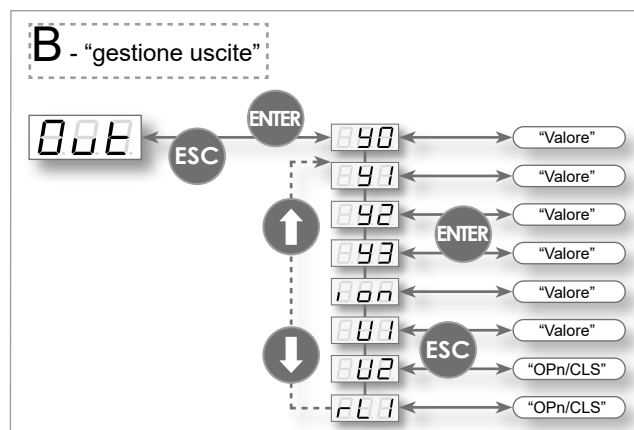 B - “gestione uscite”
ENTER
Out
ESC
Y0 “Valore”
Y1 “Valore”
Y2 “Valore”
ENTER
Y3 “Valore”
ion “Valore”
U1 “Valore”
ESC
U2 “OPn/CLS”
rL1 “OPn/CLS”